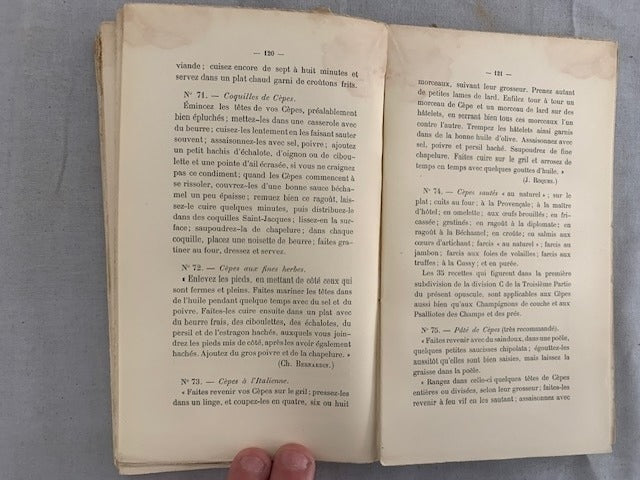 — 120 —
viande ; cuisez encore de sept à huit minutes et
servez dans un plat chaud garni de croûtons frits.
N° 71. — Coquilles de Cèpes.
Émincez les têtes de vos Cèpes, préalablement
bien épluchés ; mettez-les dans une casserole avec
du beurre ; cuisez-les lentement en les faisant sauter
souvent ; assaisonnez-les avec sel, poivre ; ajoutez
un petit hachis d'échalote, d'oignon ou de ciboulette
et une pointe d'ail écrasée, si vous ne craignez
pas ce condiment ; quand les Cèpes commencent à
se rissoler, couvrez-les d'une bonne sauce bécha-
mel un peu épaisse ; remuez bien ce ragoût, lais-
sez-le cuire quelques minutes, puis distribuez-le
dans des coquilles Saint-Jacques ; lissez-en la sur-
face ; saupoudrez-la de chapelure ; dans chaque
coquille, placez une noisette de beurre ; faites gra-
tiner au four, dressez et servez.
N° 72. — Cèpes aux fines herbes.
« Enlevez les pieds, en mettant de côté ceux qui
sont fermes et pleins. Faites mariner les têtes dans
de l'huile pendant quelque temps avec du sel et du
poivre. Faites-les cuire ensuite dans un plat avec
du beurre frais, des ciboulettes, des échalotes, du
persil et de l'estragon hachés, auxquels vous join-
drez les pieds mis de côté, après les avoir également
hachés. Ajoutez du gros poivre et de la chapelure. »
(Ch. Besnardin.)
N° 73. — Cèpes à l'Italienne.
« Faites revenir vos Cèpes sur le gril ; pressez-les
dans un linge, et coupez-les en quatre, six ou huit
— 121 —
morceaux, suivant leur grosseur. Prenez autant
de petites lames de lard. Enfilez tour à tour un
morceau de Cèpe et un morceau de lard sur des
hâtelets, en serrant bien tous ces morceaux l'un
contre l'autre. Trempez les hâtelets ainsi garnis
dans de la bonne huile d'olive. Assaisonnez avec
sel, poivre et persil haché. Saupoudrez de fine
chapelure. Faites cuire sur le gril et arrosez de
temps en temps avec quelques gouttes d'huile. »
(J. Roques.)
N° 74. — Cèpes sautés « au naturel » ; sur le
plat ; cuits au four ; à la Provençale ; à la maître
d'hôtel ; en omelette ; aux œufs brouillés ; en fri-
cassée ; gratinés ; en ragoût à la diplomate ; en
ragoût à la Béchamel ; en croûte ; en salmis aux
cœurs d'artichaut ; farcis « au naturel » ; farcis au
jambon ; farcis aux foies de volailles ; farcis aux
truffes ; à la Cussy ; et en purée.
Les 35 recettes qui figurent dans la première
subdivision de la division C de la Troisième Partie
du présent opuscule, sont applicables aux Cèpes
aussi bien qu'aux Champignons de couche et aux
Psalliotes des Champs et des prés.
N° 75. — Pâté de Cèpes (très recommandé).
« Faites revenir avec du saindoux, dans une poêle,
quelques petites saucisses chipolata ; égouttez-les
aussitôt qu'elles sont bien saisies, mais laissez la
graisse dans la poêle.
« Rangez dans celle-ci quelques têtes de Cèpes
entières ou divisées, selon leur grosseur ; faites-les
revenir à feu vif en les sautant ; assaisonnez avec